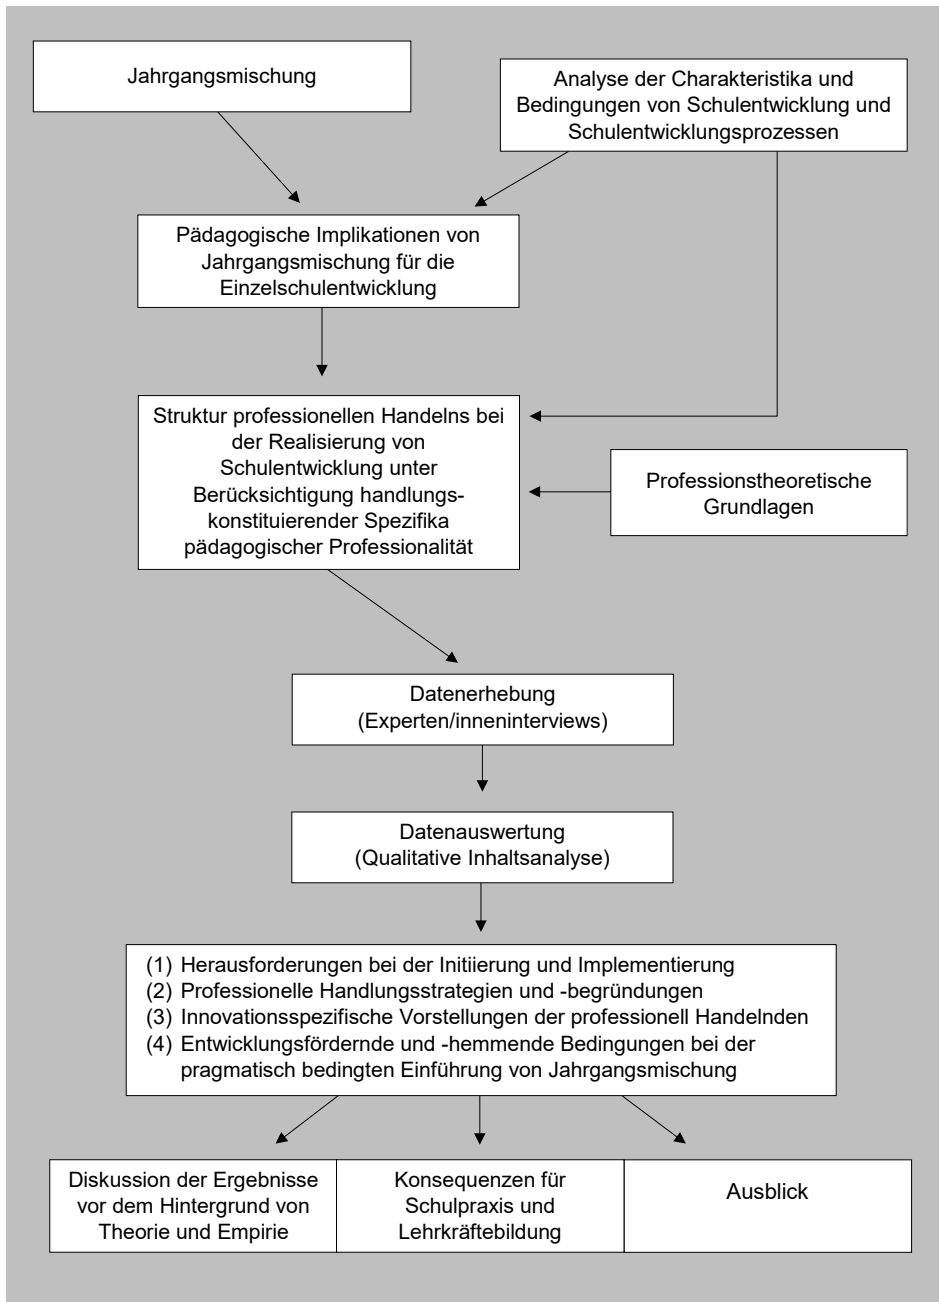 Jahrgangsmischung
Analyse der Charakteristika und
Bedingungen von Schulentwicklung und
Schulentwicklungsprozessen
Pädagogische Implikationen von
Jahrgangsmischung für die
Einzelschulentwicklung
Struktur professionellen Handelns bei
der Realisierung von
Schulentwicklung unter
Berücksichtigung handlungs-
konstituierender Spezifika
pädagogischer Professionalität
Professionstheoretische
Grundlagen
Datenerhebung
(Experten/inneninterviews)
Datenauswertung
(Qualitative Inhaltsanalyse)
(1) Herausforderungen bei der Initiierung und Implementierung
(2) Professionelle Handlungsstrategien und -begründungen
(3) Innovationsspezifische Vorstellungen der professionell Handelnden
(4) Entwicklungsfördernde und -hemmende Bedingungen bei der
pragmatisch bedingten Einführung von Jahrgangsmischung
Diskussion der Ergebnisse
vor dem Hintergrund von
Theorie und Empirie
Konsequenzen für
Schulpraxis und
Lehrkräftebildung
Ausblick